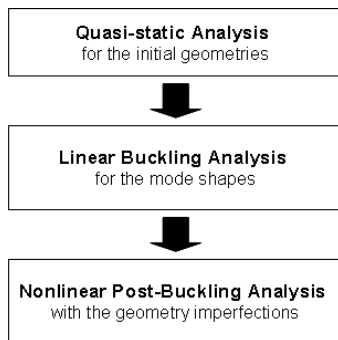 Quasi-static Analysis
for the initial geometries
Linear Buckling Analysis
for the mode shapes
Nonlinear Post-Buckling Analysis
with the geometry imperfections